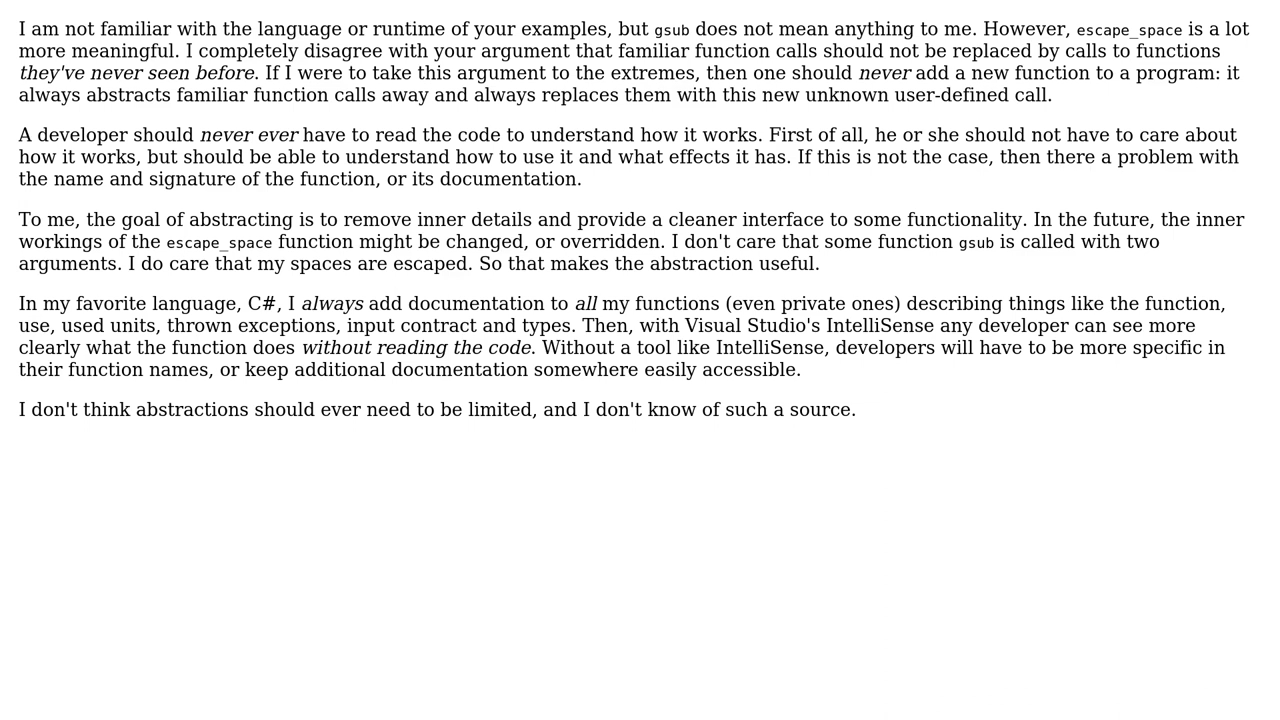 I am not familiar with the language or runtime of your examples, but gsub does not mean anything to me. However, escape_space is a lot
more meaningful. I completely disagree with your argument that familiar function calls should not be replaced by calls to functions
they've never seen before. If I were to take this argument to the extremes, then one should never add a new function to a program: it
always abstracts familiar function calls away and always replaces them with this new unknown user-defined call.
A developer should never ever have to read the code to understand how it works. First of all, he or she should not have to care about
how it works, but should be able to understand how to use it and what effects it has. If this is not the case, then there a problem with
the name and signature of the function, or its documentation.
To me, the goal of abstracting is to remove inner details and provide a cleaner interface to some functionality. In the future, the inner
workings of the escape_space function might be changed, or overridden. I don't care that some function gsub is called with two
arguments. I do care that my spaces are escaped. So that makes the abstraction useful.
In my favorite language, C#, I always add documentation to all my functions (even private ones) describing things like the function,
use, used units, thrown exceptions, input contract and types. Then, with Visual Studio's IntelliSense any developer can see more
clearly what the function does without reading the code. Without a tool like IntelliSense, developers will have to be more specific in
their function names, or keep additional documentation somewhere easily accessible.
I don't think abstractions should ever need to be limited, and I don't know of such a source.